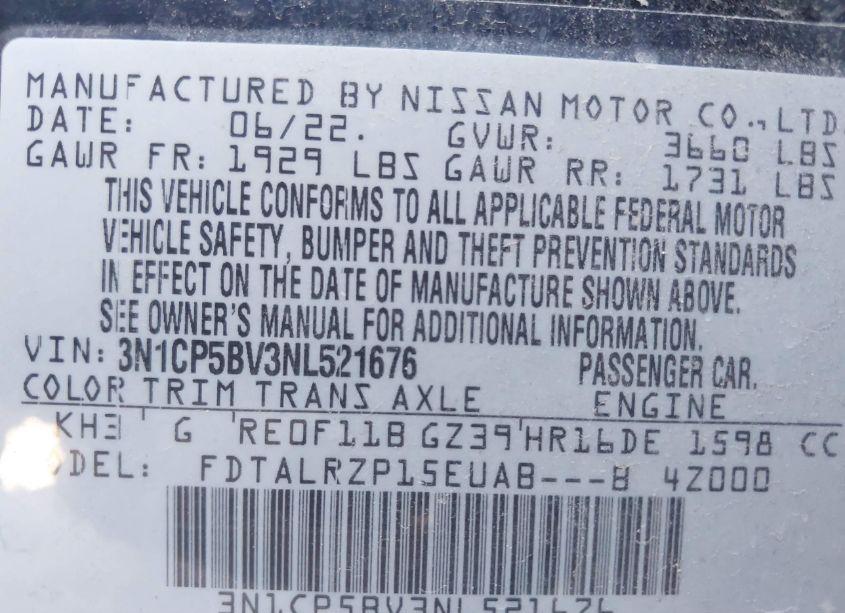 MANUFACTURED BY NISSAN MOTOR CO., LTD.
DATE: 06/22. GVWR: 3660 LBS
GAWR FR: 1929 LBS GAWR RR: 1731 LBS
THIS VEHICLE CONFORMS TO ALL APPLICABLE FEDERAL MOTOR
VEHICLE SAFETY, BUMPER AND THEFT PREVENTION STANDARDS
IN EFFECT ON THE DATE OF MANUFACTURE SHOWN ABOVE.
SEE OWNER'S MANUAL FOR ADDITIONAL INFORMATION.
VIN: 3N1CP5BV3NL521676 PASSENGER CAR.
COLOR TRIM TRANS AXLE ENGINE
KH3 G RE0F11B GZ39 HR16DE 1598 CC
ODEL: FDTALRZP15EUAB---B 4Z000
3N1CP5BV3NL521676